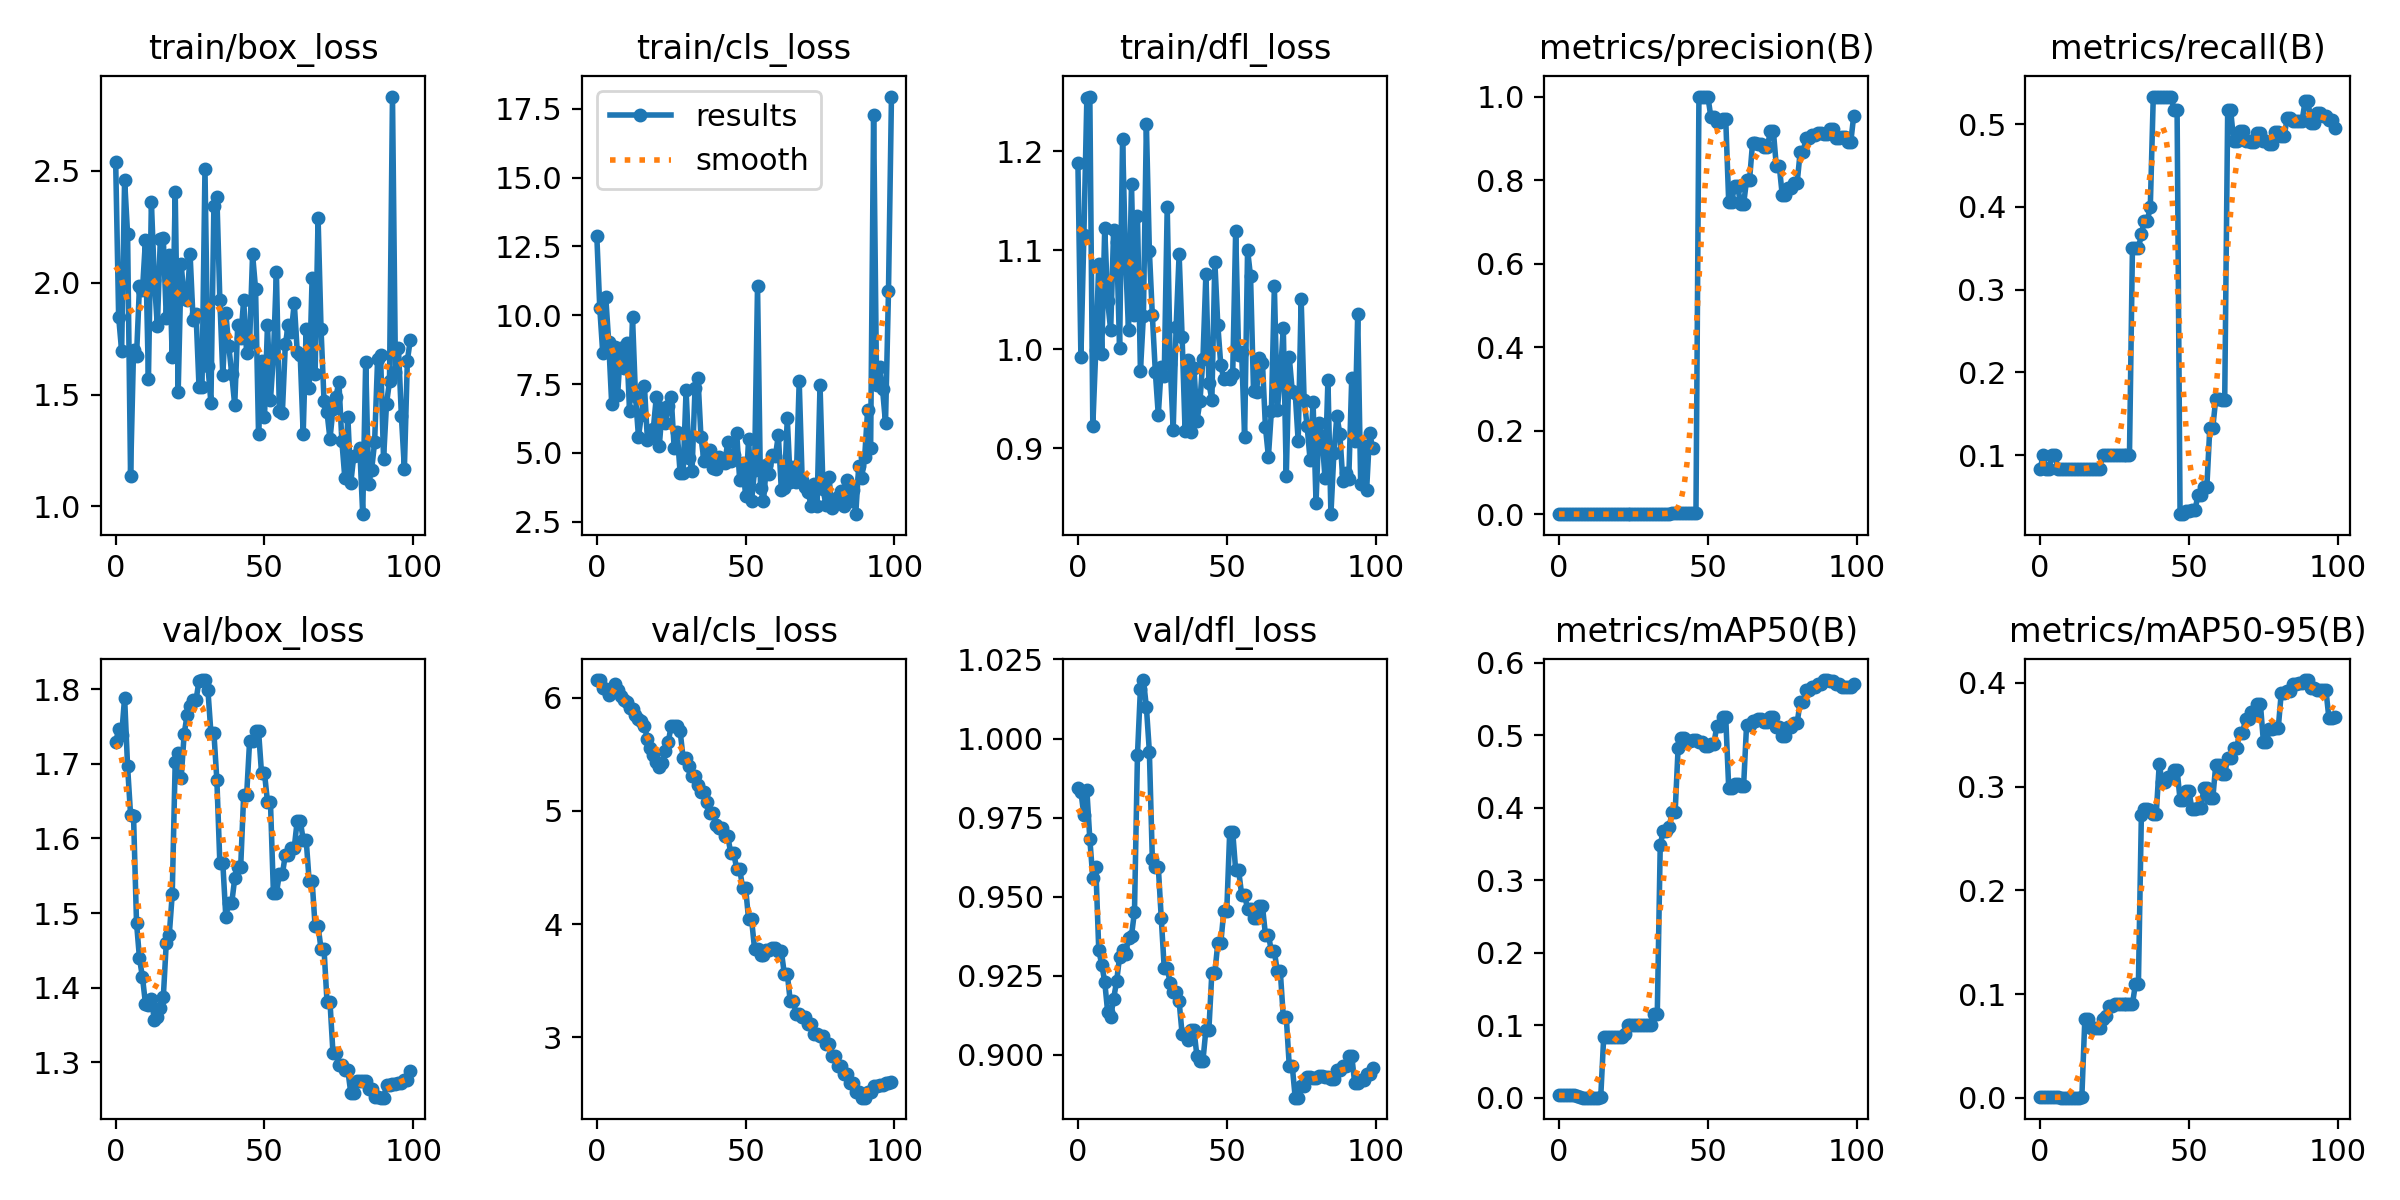 train/box_loss
train/cls_loss
train/dfl_loss
metrics/precision(B)
metrics/recall(B)
2.5
2.0
1.5
1.0
0 50 100
17.5
15.0
12.5
10.0
7.5
5.0
2.5
results
smooth
0 50 100
1.2
1.1
1.0
0.9
0 50 100
1.0
0.8
0.6
0.4
0.2
0.0
0 50 100
0.5
0.4
0.3
0.2
0.1
0 50 100
val/box_loss
val/cls_loss
val/dfl_loss
metrics/mAP50(B)
metrics/mAP50-95(B)
1.8
1.7
1.6
1.5
1.4
1.3
0 50 100
6
5
4
3
0 50 100
1.025
1.000
0.975
0.950
0.925
0.900
0 50 100
0.6
0.5
0.4
0.3
0.2
0.1
0.0
0 50 100
0.4
0.3
0.2
0.1
0.0
0 50 100